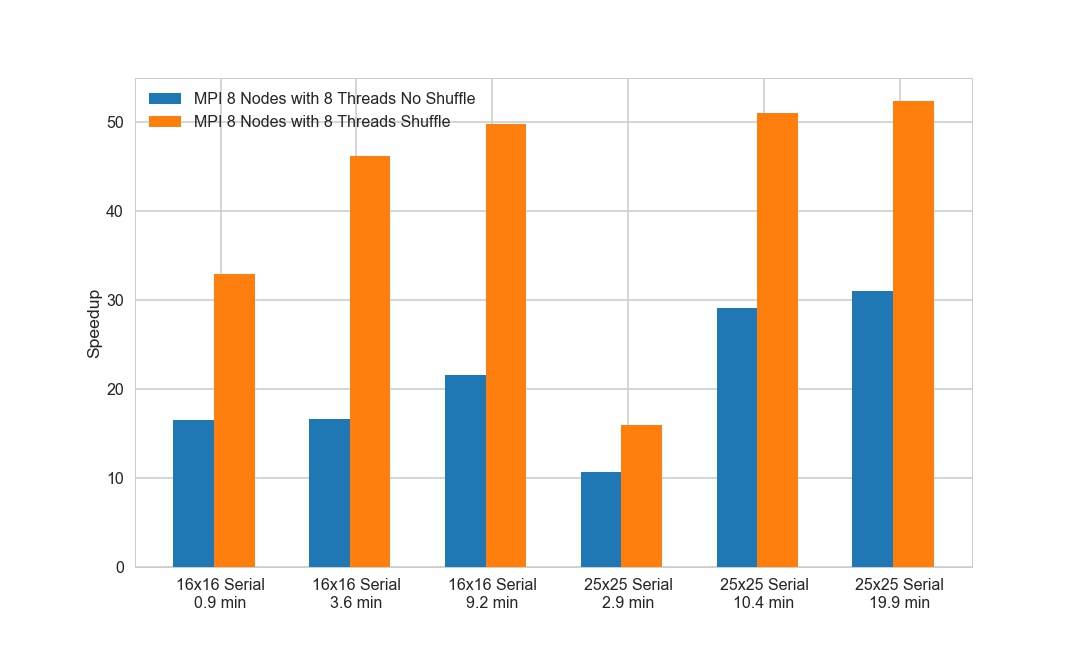 MPI 8 Nodes with 8 Threads No Shuffle
MPI 8 Nodes with 8 Threads Shuffle
50
40
30
20
10
0
Speedup
16x16 Serial
0.9 min
16x16 Serial
3.6 min
16x16 Serial
9.2 min
25x25 Serial
2.9 min
25x25 Serial
10.4 min
25x25 Serial
19.9 min